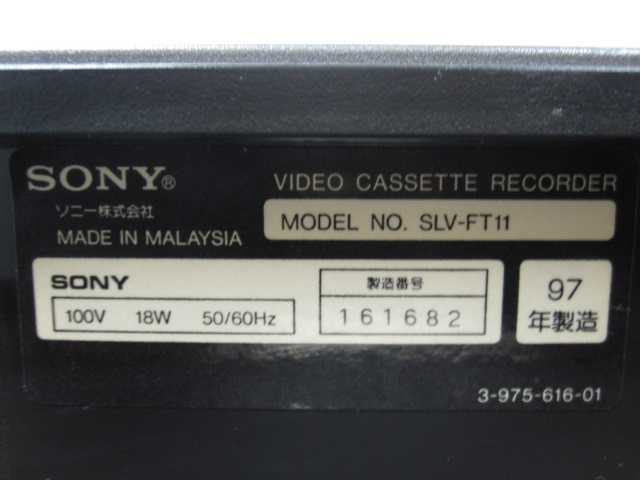 SONY®
VIDEO CASSETTE RECORDER
ソニー株式会社
MODEL NO. SLV-FT11
MADE IN MALAYSIA
SONY
100V 18W 50/60Hz
製造番号
161682
97
年製造
3-975-616-01